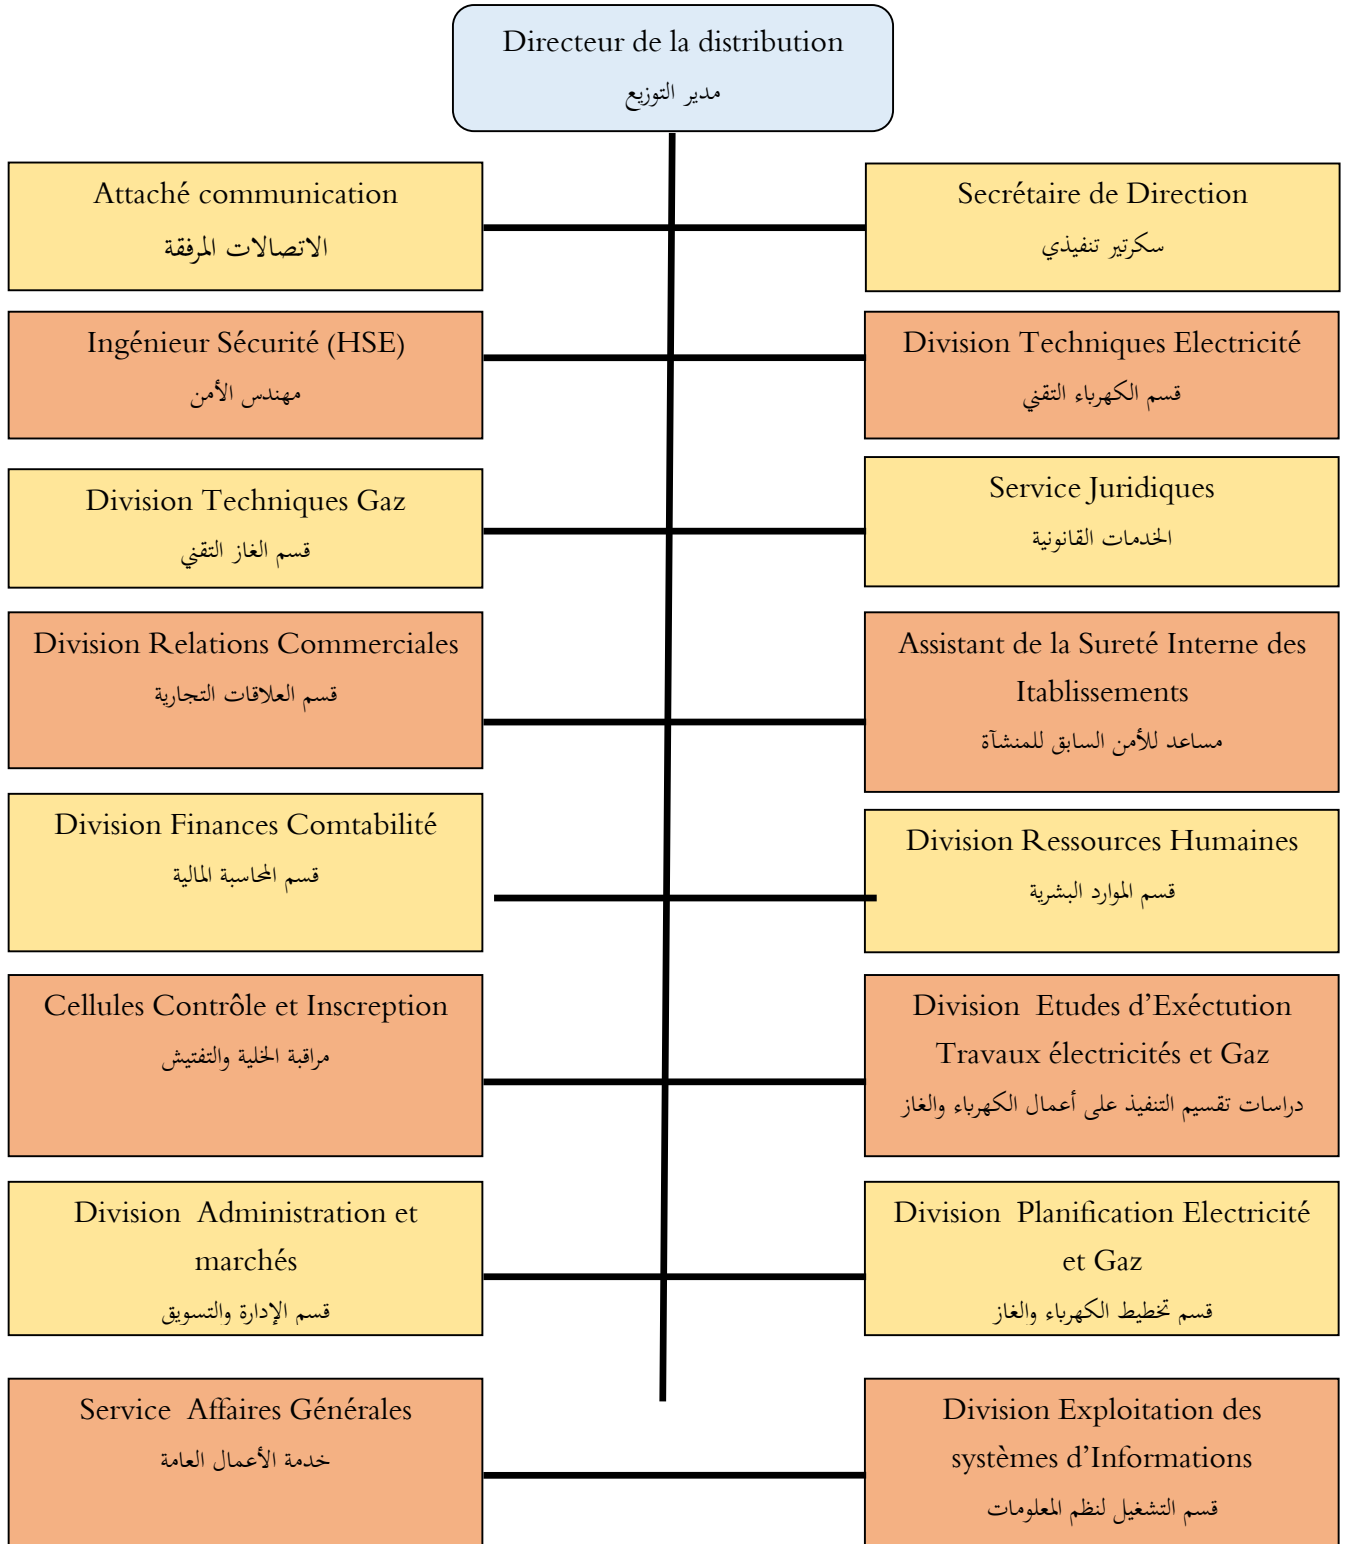 Directeur de la distribution
مدير التوزيع
Attaché communication
الاتصالات المرفقة
Secrétaire de Direction
سكرتير تنفيذي
Ingénieur Sécurité (HSE)
مهندس الأمن
Division Techniques Electricité
قسم الكهرباء التقني
Division Techniques Gaz
قسم الغاز التقني
Service Juridiques
الخدمات القانونية
Division Relations Commerciales
قسم العلاقات التجارية
Assistant de la Sureté Interne des
Itablissements
مساعد للأمن السابق للمنشآة
Division Finances Comtabilité
قسم المحاسبة المالية
Division Ressources Humaines
قسم الموارد البشرية
Cellules Contrôle et Inscreption
مراقبة الخلية والتفتيش
Division Etudes d’Exéctution
Travaux électricités et Gaz
دراسات تقسيم التنفيذ على أعمال الكهرباء والغاز
Division Administration et
marchés
قسم الإدارة والتسويق
Division Planification Electricité
et Gaz
قسم تخطيط الكهرباء والغاز
Service Affaires Générales
خدمة الأعمال العامة
Division Exploitation des
systèmes d’Informations
قسم التشغيل لنظم المعلومات